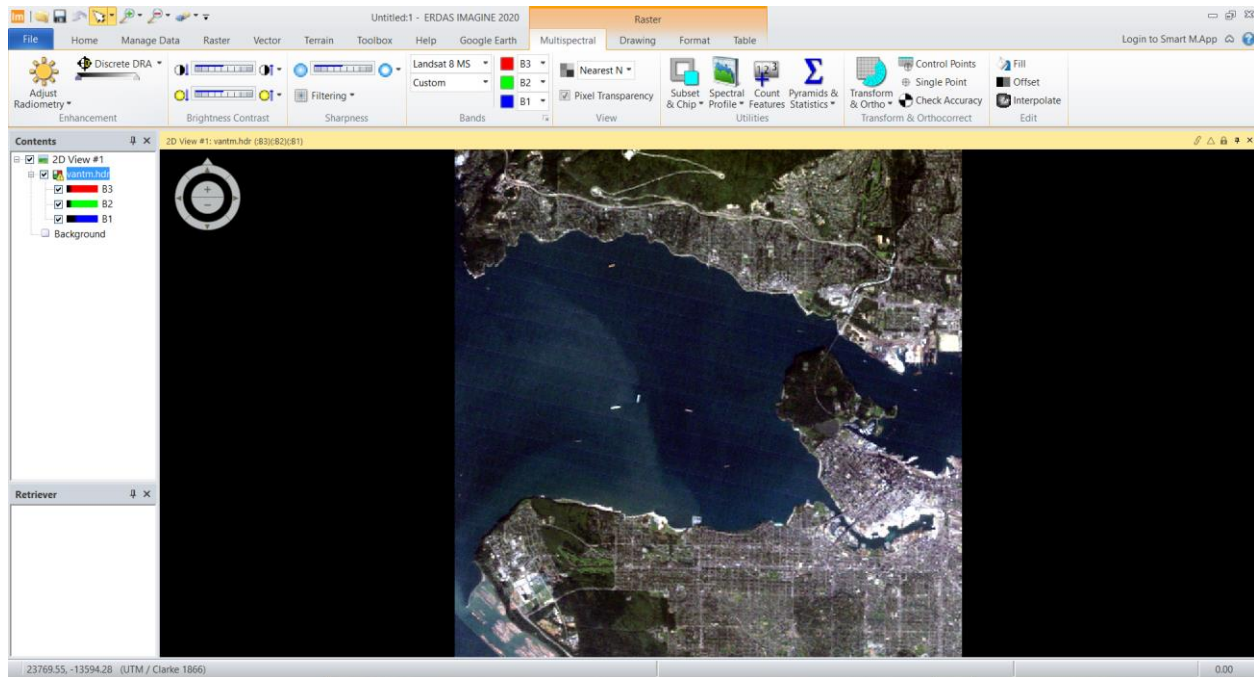 Untitled:1 - ERDAS IMAGINE 2020
Raster
File Home Manage Data Raster Vector Terrain Toolbox Help Google Earth Multispectral Drawing Format Table
Login to Smart M.App
Adjust
Radiometry
Discrete DRA
Enhancement
Brightness Contrast
Filtering
Sharpness
Landsat 8 MS
Custom
B3
B2
B1
Bands
Nearest N
Pixel Transparency
View
Subset
& Chip
Spectral
Profile
Count
Features
Pyramids &
Statistics
Utilities
Transform
& Ortho
Control Points
Single Point
Check Accuracy
Transform & Orthocorrect
Fill
Offset
Interpolate
Edit
Contents
2D View #1
vantm.hdr
B3
B2
B1
Background
Retriever
2D View #1: vantm.hdr (:B3)(:B2)(:B1)
23769.55, -13594.28 (UTM / Clarke 1866)
0.00